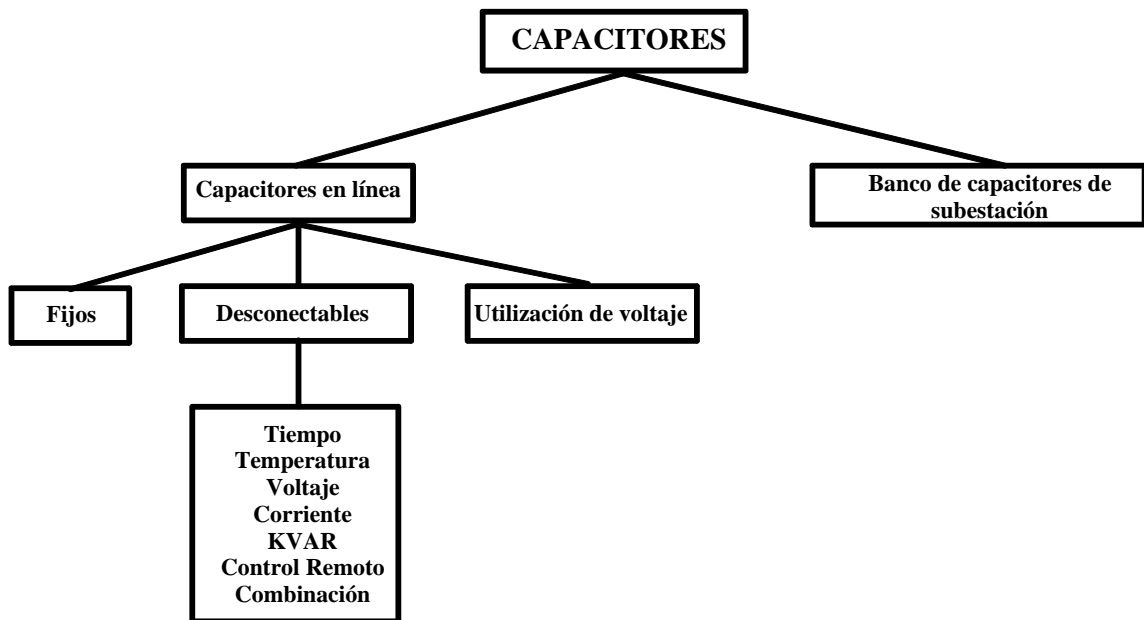 CAPACITORES
Capacitores en línea
Banco de capacitores de
subestación
Fijos
Desconectables
Utilización de voltaje
Tiempo
Temperatura
Voltaje
Corriente
KVAR
Control Remoto
Combinación